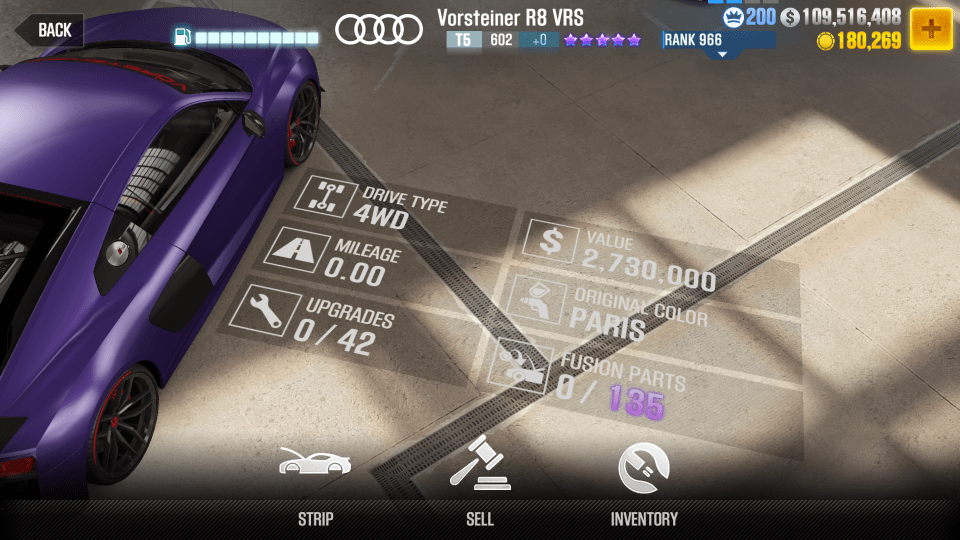 BACK
Vorsteiner R8 VRS
T5 602 +0
RANK 966
200 $ 109,516,408
180,269
DRIVE TYPE
4WD
MILEAGE
0.00
UPGRADES
0 / 42
$ VALUE
2,730,000
ORIGINAL COLOR
PARIS
FUSION PARTS
0 / 135
STRIP
SELL
INVENTORY